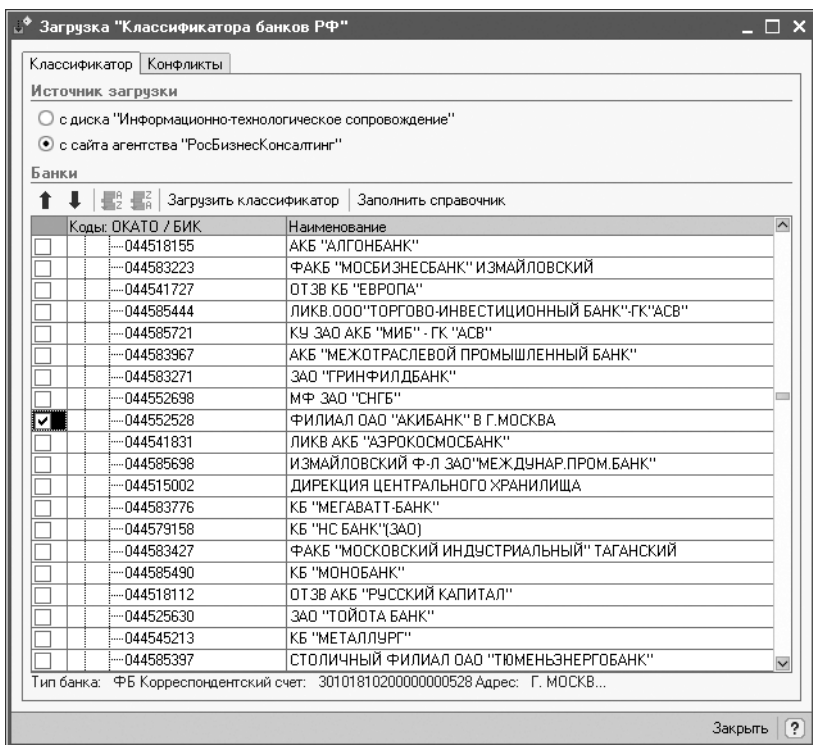 Загрузка "Классификатора банков РФ"
Классификатор Конфликты
Источник загрузки
с диска "Информационно-технологическое сопровождение"
с сайта агентства "РосБизнесКонсалтинг"
Банки
Загрузить классификатор Заполнить справочник
Коды: ОКАТО / БИК Наименование
044518155 АКБ "АЛГОНБАНК"
044583223 ФАКБ "МОСБИЗНЕСБАНК" ИЗМАЙЛОВСКИЙ
044541727 ОТЗВ КБ "ЕВРОПА"
044585444 ЛИКВ.ООО"ТОРГОВО-ИНВЕСТИЦИОННЫЙ БАНК"-ГК"АСВ"
044585721 КУ ЗАО АКБ "МИБ" - ГК "АСВ"
044583967 АКБ "МЕЖОТРАСЛЕВОЙ ПРОМЫШЛЕННЫЙ БАНК"
044583271 ЗАО "ГРИНФИЛДБАНК"
044552698 МФ ЗАО "СНГБ"
044552528 ФИЛИАЛ ОАО "АКИБАНК" В Г.МОСКВА
044541831 ЛИКВ АКБ "АЭРОКОСМОСБАНК"
044585698 ИЗМАЙЛОВСКИЙ Ф-Л ЗАО"МЕЖДУНАР.ПРОМ.БАНК"
044515002 ДИРЕКЦИЯ ЦЕНТРАЛЬНОГО ХРАНИЛИЩА
044583776 КБ "МЕГАВАТТ-БАНК"
044579158 КБ "НС БАНК"(ЗАО)
044583427 ФАКБ "МОСКОВСКИЙ ИНДУСТРИАЛЬНЫЙ" ТАГАНСКИЙ
044585490 КБ "МОНОБАНК"
044518112 ОТЗВ АКБ "РУССКИЙ КАПИТАЛ"
044525630 ЗАО "ТОЙОТА БАНК"
044545213 КБ "МЕТАЛЛУРГ"
044585397 СТОЛИЧНЫЙ ФИЛИАЛ ОАО "ТЮМЕНЬЭНЕРГОБАНК"
Тип банка: ФБ Корреспондентский счет: 30101810200000000528 Адрес: Г. МОСКВ...
Закрыть ?